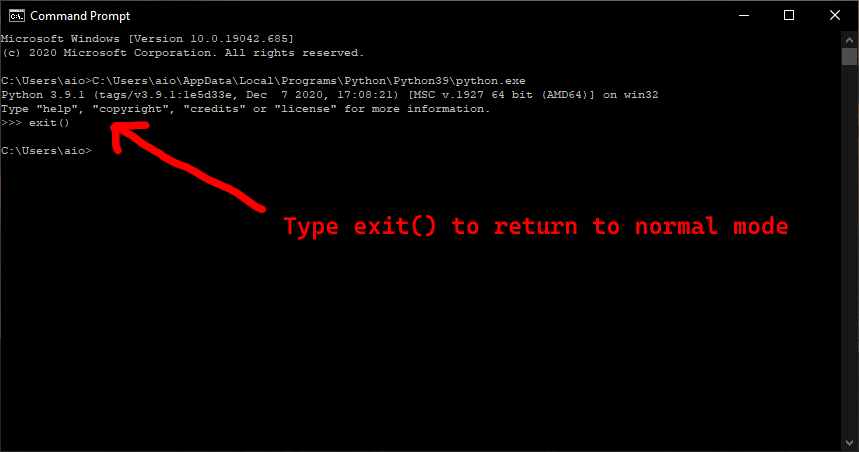 Command Prompt
Microsoft Windows [Version 10.0.19042.685]
(c) 2020 Microsoft Corporation. All rights reserved.
C:\Users\aio>C:\Users\aio\AppData\Local\Programs\Python\Python39\python.exe
Python 3.9.1 (tags/v3.9.1:1e5d33e, Dec  7 2020, 17:08:21) [MSC v.1927 64 bit (AMD64)] on win32
Type "help", "copyright", "credits" or "license" for more information.
>>> exit()
C:\Users\aio>
Type exit() to return to normal mode